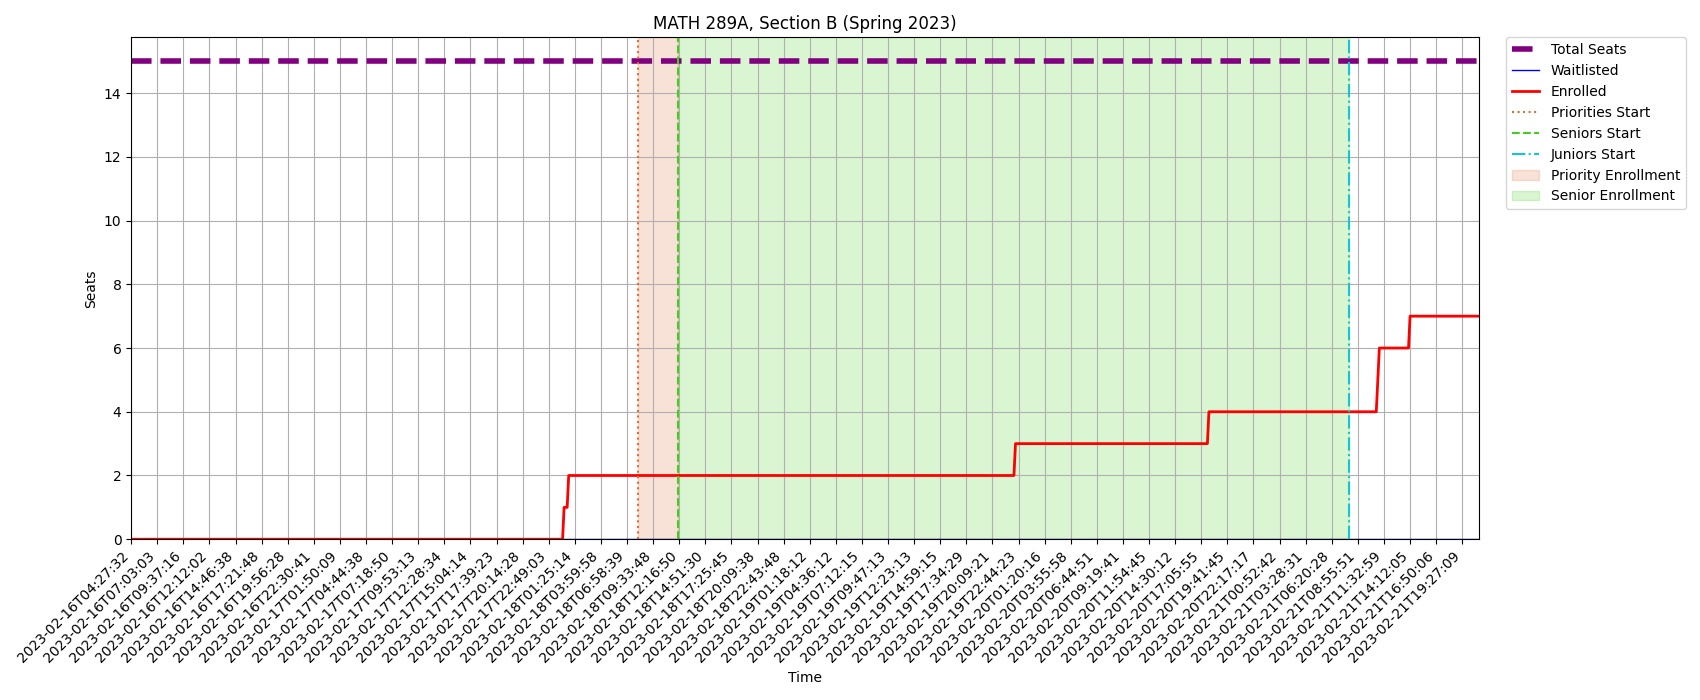 MATH 289A, Section B (Spring 2023)
Total Seats
Waitlisted
Enrolled
Priorities Start
Seniors Start
Juniors Start
Priority Enrollment
Senior Enrollment
Seats
14
12
10
8
6
4
2
0
2023-02-16T04:27:32
2023-02-16T07:03:03
2023-02-16T09:37:16
2023-02-16T12:12:02
2023-02-16T14:46:38
2023-02-16T17:21:49
2023-02-16T19:56:28
2023-02-16T22:30:41
2023-02-17T01:50:09
2023-02-17T04:44:38
2023-02-17T07:18:50
2023-02-17T09:53:13
2023-02-17T12:28:34
2023-02-17T15:04:14
2023-02-17T17:39:23
2023-02-17T20:14:28
2023-02-17T22:49:03
2023-02-18T01:25:14
2023-02-18T03:59:58
2023-02-18T06:58:39
2023-02-18T09:33:48
2023-02-18T12:16:50
2023-02-18T14:51:30
2023-02-18T17:25:45
2023-02-18T20:09:38
2023-02-18T22:43:48
2023-02-19T01:18:12
2023-02-19T04:36:12
2023-02-19T07:12:15
2023-02-19T09:47:13
2023-02-19T12:23:13
2023-02-19T14:59:15
2023-02-19T17:34:29
2023-02-19T20:09:21
2023-02-19T22:44:23
2023-02-20T01:20:16
2023-02-20T03:55:58
2023-02-20T06:44:51
2023-02-20T09:19:41
2023-02-20T11:54:45
2023-02-20T14:30:12
2023-02-20T17:05:55
2023-02-20T19:41:45
2023-02-20T22:17:17
2023-02-21T00:52:42
2023-02-21T03:28:31
2023-02-21T06:20:28
2023-02-21T08:55:51
2023-02-21T11:32:59
2023-02-21T14:12:05
2023-02-21T16:50:06
2023-02-21T19:27:09
Time